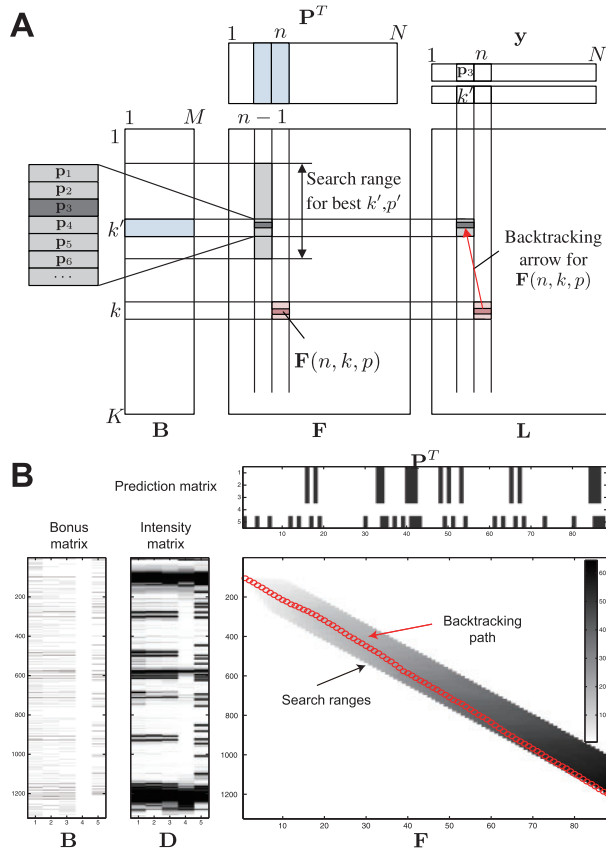 A
P^T
1 n N
y
1 n N
p3
k′
n − 1
1 M
1
p1
p2
p3
p4
p5
p6
...
k′
Search range
for best k′,p′
Backtracking
arrow for
F(n, k, p)
k
F(n, k, p)
K
B F L
B
P^T
Prediction matrix
1
2
3
4
5
10 20 30 40 50 60 70 80
Bonus
matrix
Intensity
matrix
200
400
600
800
1000
1200
1 2 3 4 5
B
200
400
600
800
1000
1200
1 2 3 4 5
D
200
400
600
800
1000
1200
Backtracking
path
Search ranges
60
50
40
30
20
10
10 20 30 40 50 60 70 80
F